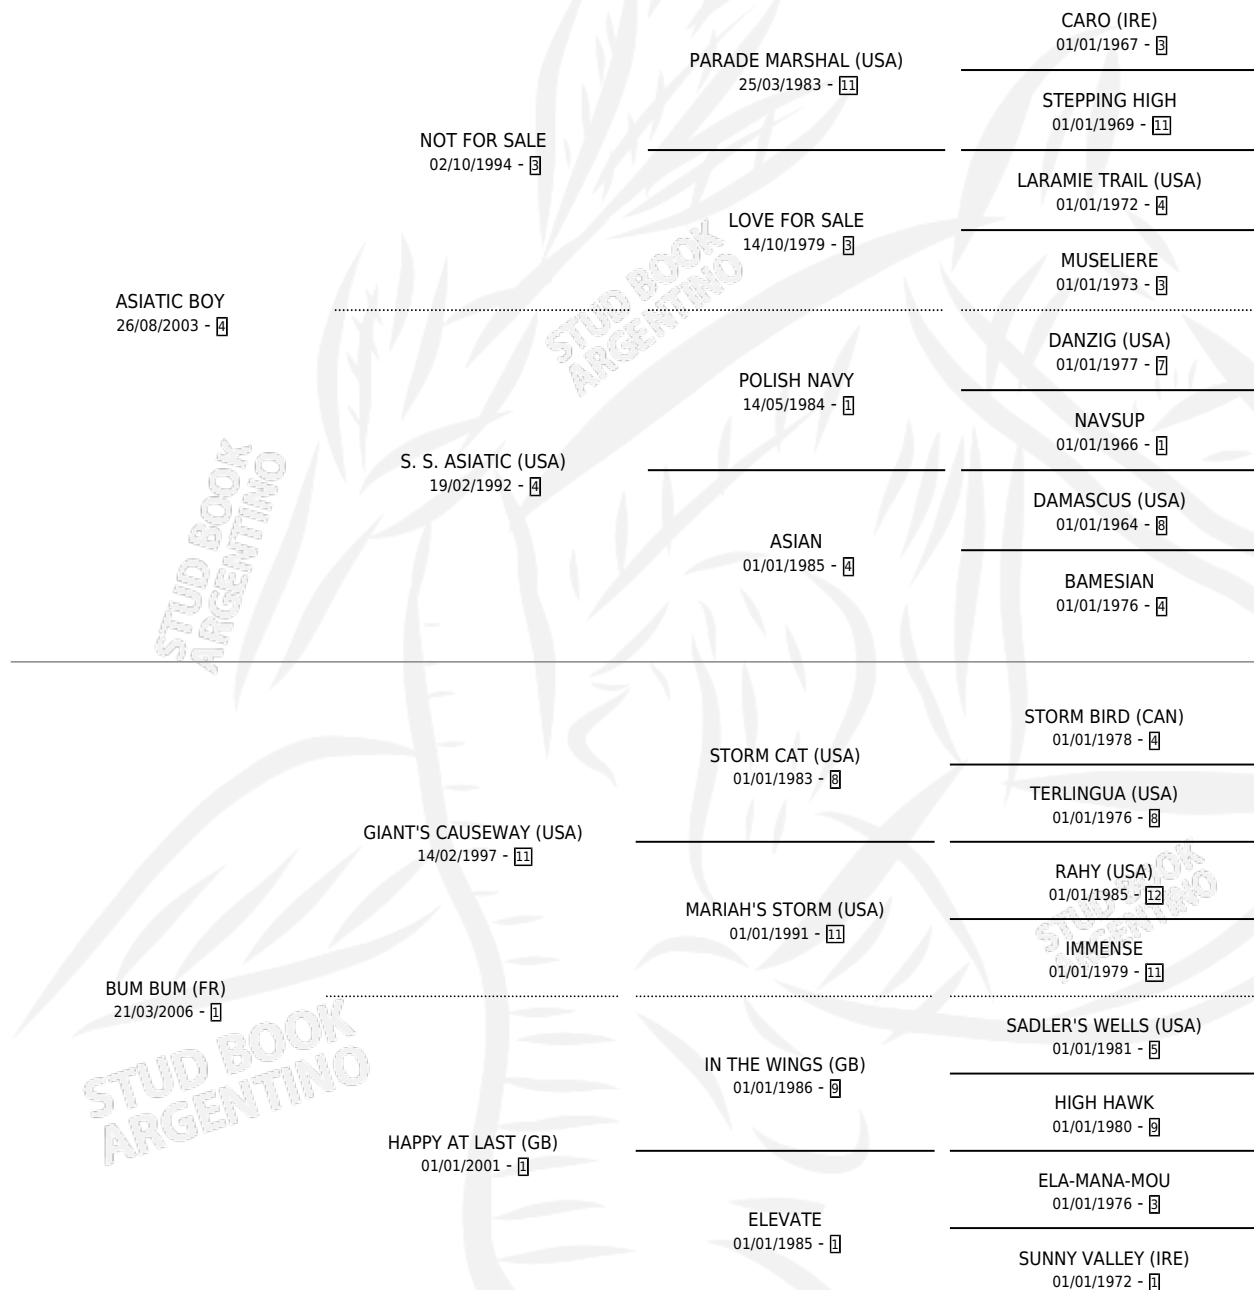 CARO (IRE)
01/01/1967 - 3
PARADE MARSHAL (USA)
25/03/1983 - 11
STEPPING HIGH
01/01/1969 - 11
NOT FOR SALE
02/10/1994 - 3
LARAMIE TRAIL (USA)
01/01/1972 - 4
LOVE FOR SALE
14/10/1979 - 3
MUSELIERE
01/01/1973 - 3
ASIATIC BOY
26/08/2003 - 4
STUD BOOK
ARGENTINO
DANZIG (USA)
01/01/1977 - 7
POLISH NAVY
14/05/1984 - 1
NAVSUP
01/01/1966 - 1
S. S. ASIATIC (USA)
19/02/1992 - 4
DAMASCUS (USA)
01/01/1964 - 8
ASIAN
01/01/1985 - 4
BAMESIAN
01/01/1976 - 4
STUD BOOK
ARGENTINO
STORM BIRD (CAN)
01/01/1978 - 4
STORM CAT (USA)
01/01/1983 - 8
TERLINGUA (USA)
01/01/1976 - 8
GIANT'S CAUSEWAY (USA)
14/02/1997 - 11
RAHY (USA)
01/01/1985 - 12
MARIAH'S STORM (USA)
01/01/1991 - 11
IMMENSE
01/01/1979 - 11
STUD BOOK
ARGENTINO
BUM BUM (FR)
21/03/2006 - 1
SADLER'S WELLS (USA)
01/01/1981 - 5
IN THE WINGS (GB)
01/01/1986 - 9
HIGH HAWK
01/01/1980 - 9
STUD BOOK
ARGENTINO
HAPPY AT LAST (GB)
01/01/2001 - 1
ELA-MANA-MOU
01/01/1976 - 3
ELEVATE
01/01/1985 - 1
SUNNY VALLEY (IRE)
01/01/1972 - 1